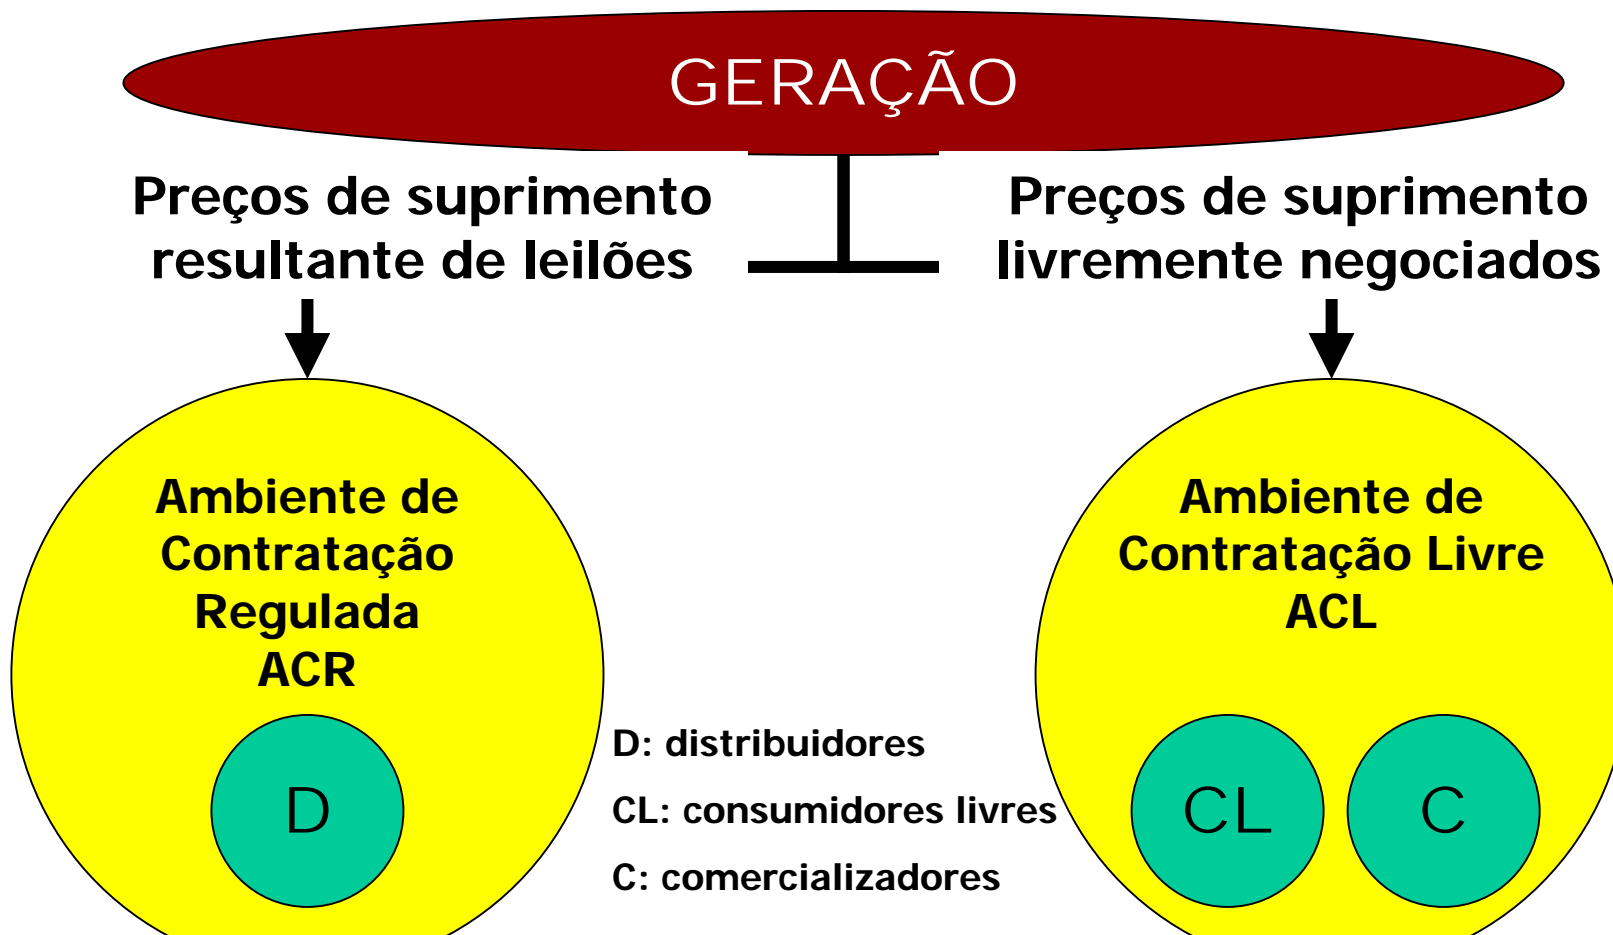 GERAÇÃO
Preços de suprimento
resultante de leilões
Preços de suprimento
livremente negociados
Ambiente de
Contratação
Regulada
ACR
D
Ambiente de
Contratação Livre
ACL
CL
C
D: distribuidores
CL: consumidores livres
C: comercializadores